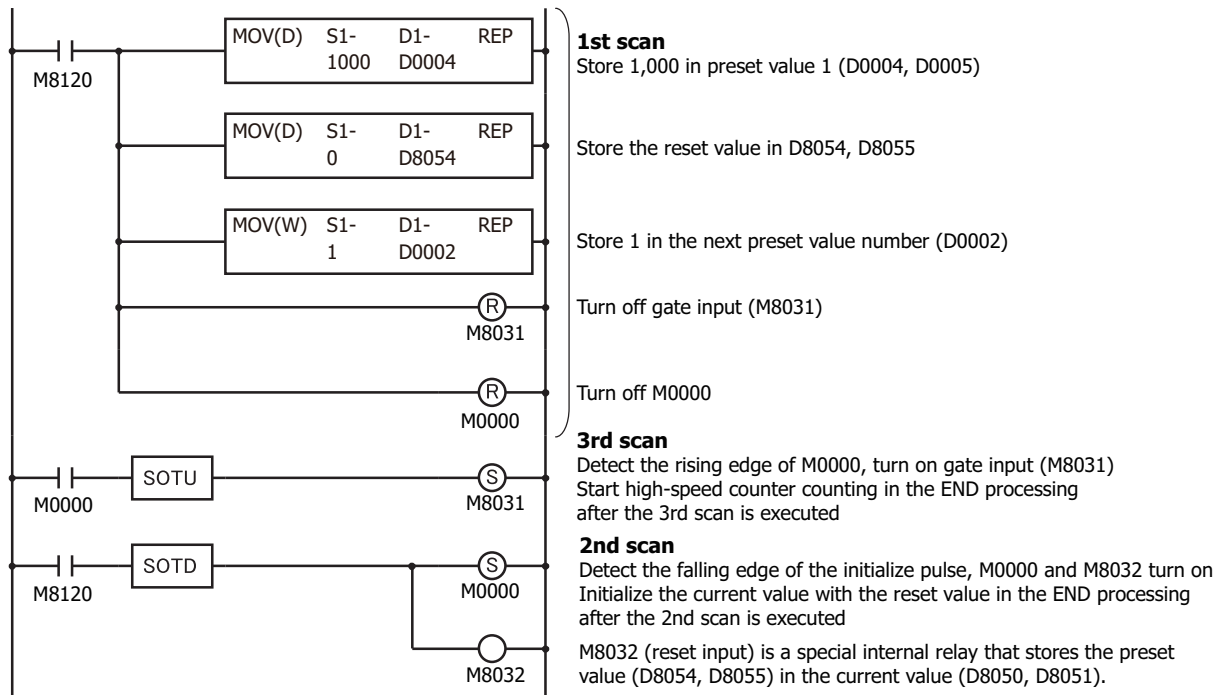 MOV(D) S1- D1- REP
1000 D0004
M8120
1st scan
Store 1,000 in preset value 1 (D0004, D0005)
MOV(D) S1- D1- REP
0 D8054
Store the reset value in D8054, D8055
MOV(W) S1- D1- REP
1 D0002
Store 1 in the next preset value number (D0002)
R
M8031
Turn off gate input (M8031)
R
M0000
Turn off M0000
3rd scan
M0000
SOTU
S
M8031
Detect the rising edge of M0000, turn on gate input (M8031)
Start high-speed counter counting in the END processing
after the 3rd scan is executed
2nd scan
M8120
SOTD
S
M0000
Detect the falling edge of the initialize pulse, M0000 and M8032 turn on
Initialize the current value with the reset value in the END processing
after the 2nd scan is executed
M8032
M8032 (reset input) is a special internal relay that stores the preset
value (D8054, D8055) in the current value (D8050, D8051).